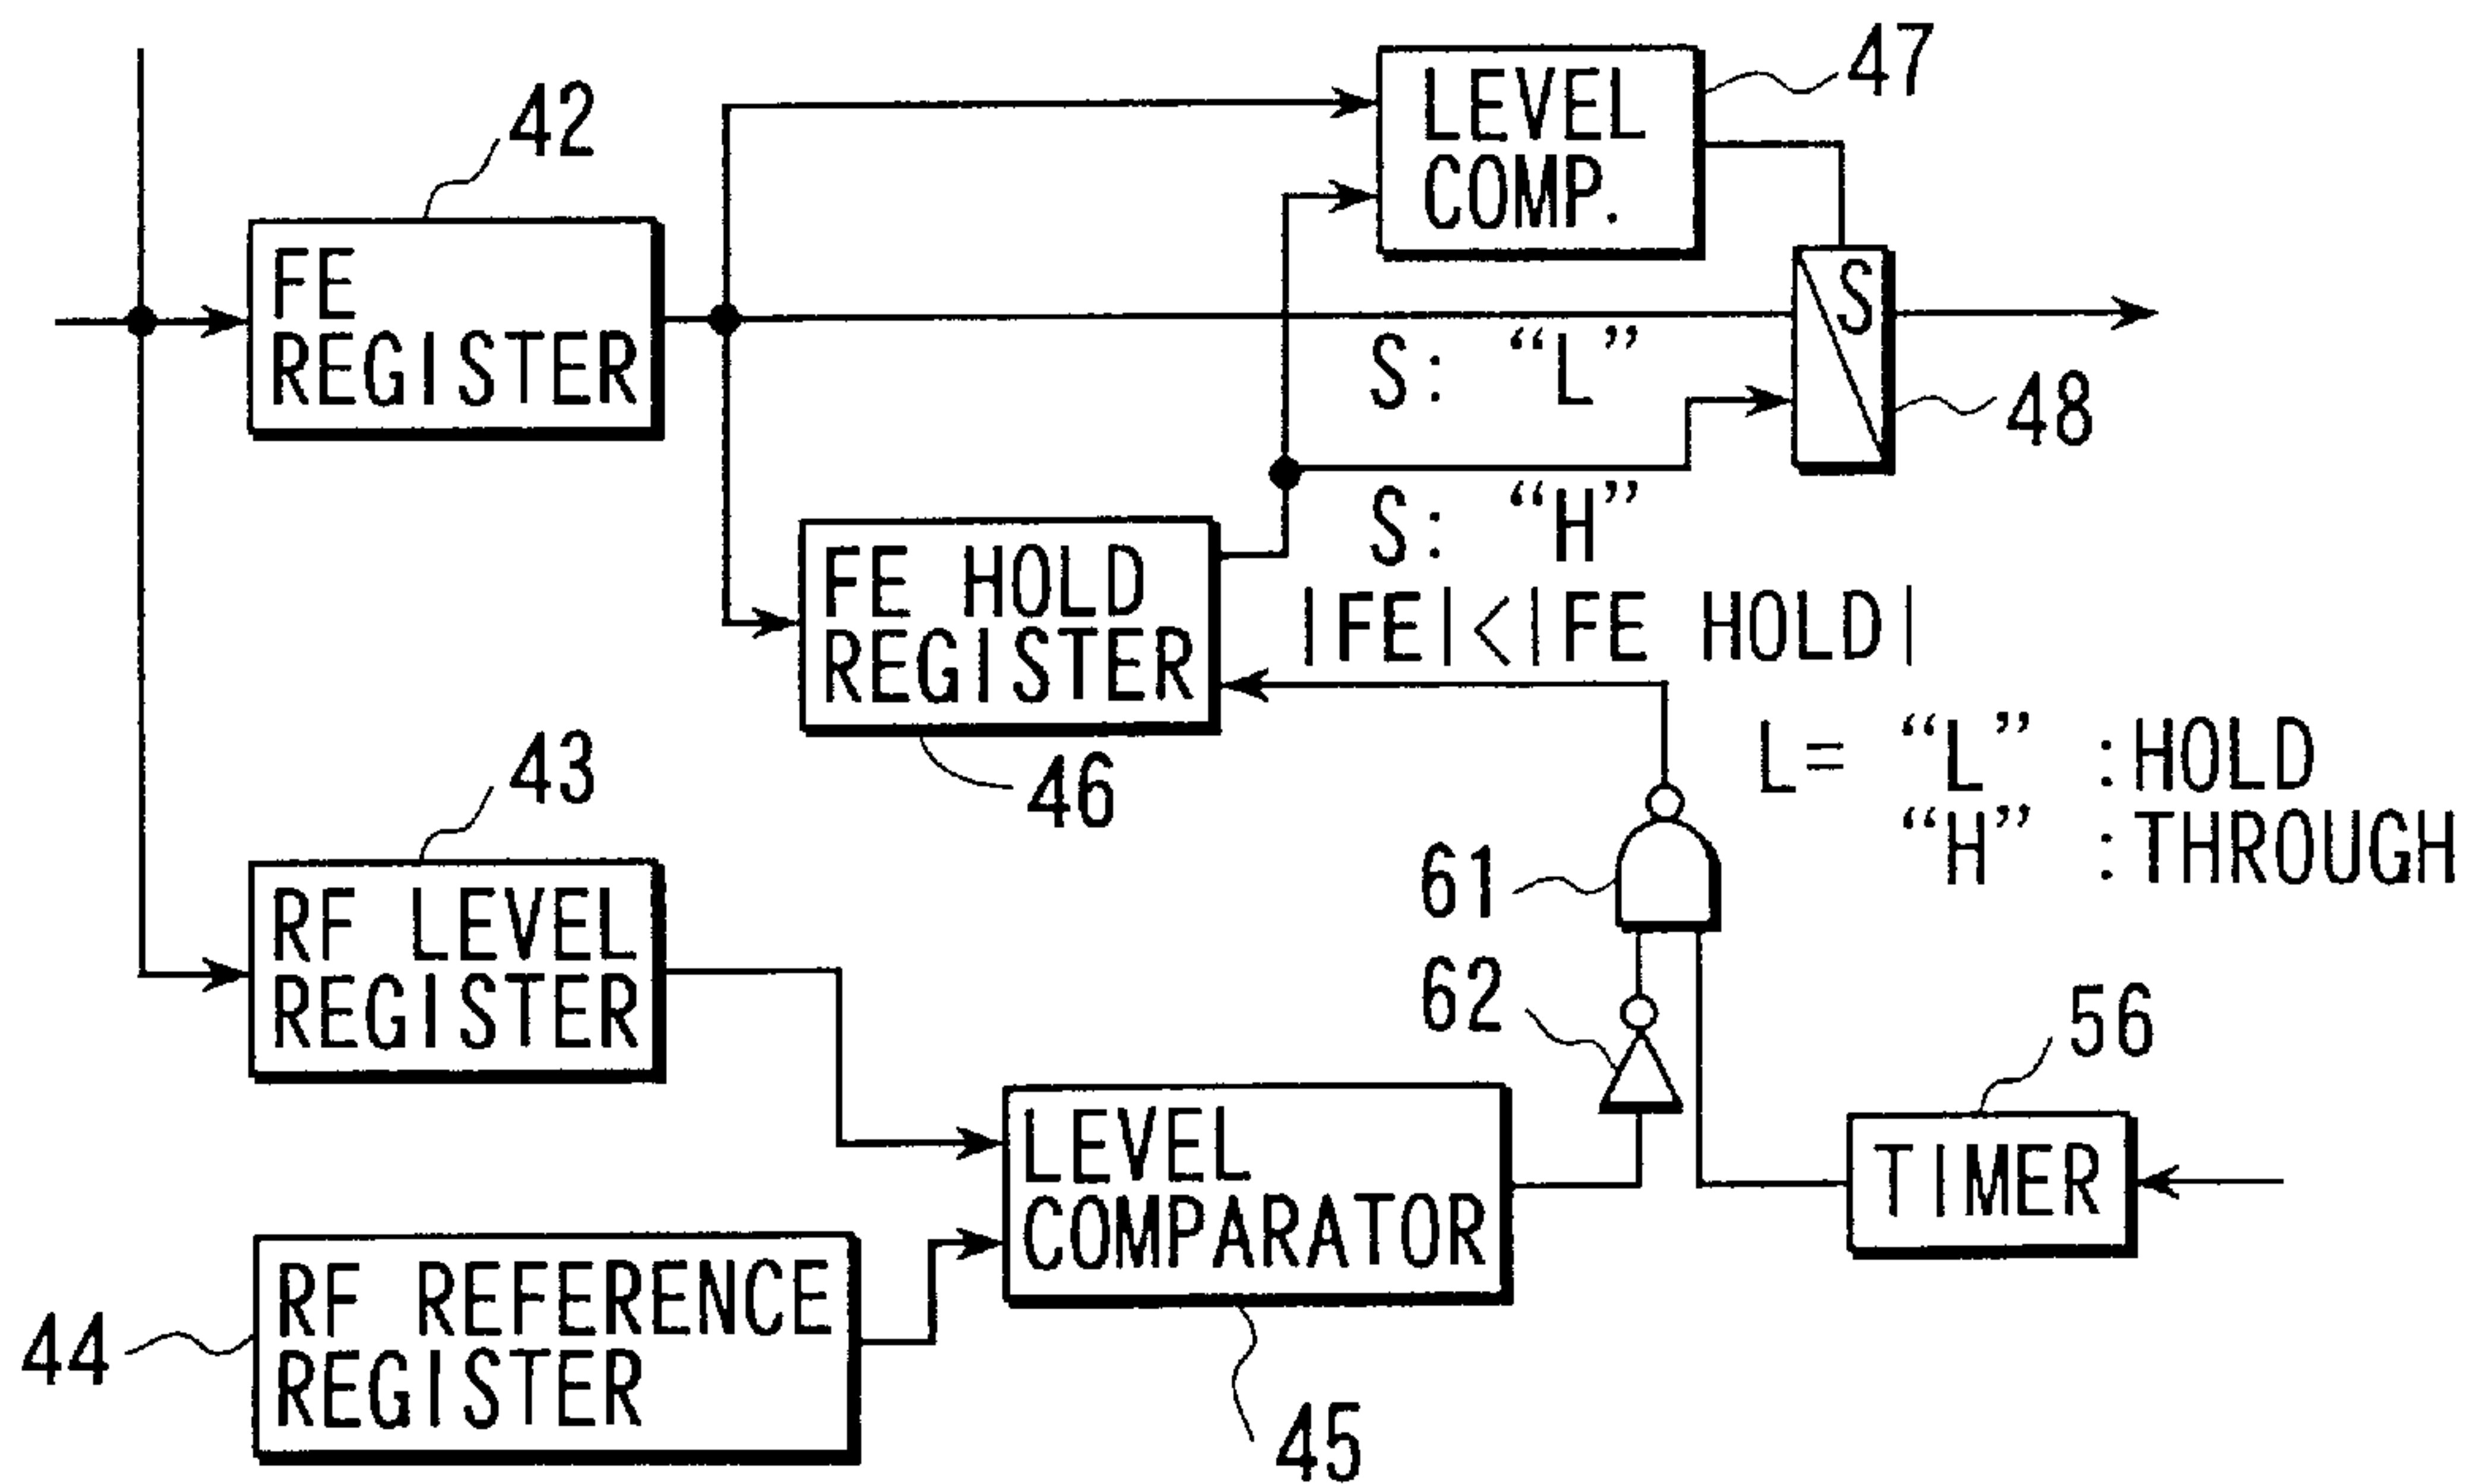 47
LEVEL
COMP.
42
FE
REGISTER
S
S: “L”
48
S: “H”
FE HOLD
REGISTER
|FE|<|FE HOLD|
46
L= “L” :HOLD
“H” :THROUGH
43
RF LEVEL
REGISTER
61
62
56
TIMER
LEVEL
COMPARATOR
44
RF REFERENCE
REGISTER
45